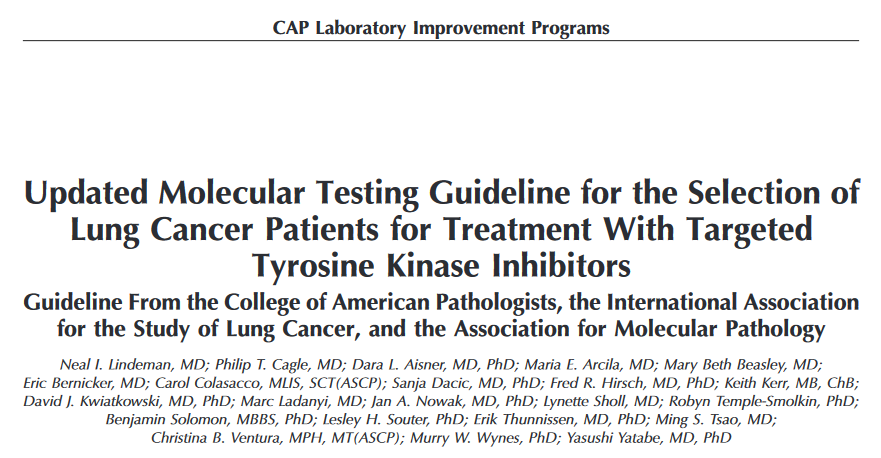 CAP Laboratory Improvement Programs
Updated Molecular Testing Guideline for the Selection of
Lung Cancer Patients for Treatment With Targeted
Tyrosine Kinase Inhibitors
Guideline From the College of American Pathologists, the International Association
for the Study of Lung Cancer, and the Association for Molecular Pathology
Neal I. Lindeman, MD; Philip T. Cagle, MD; Dara L. Aisner, MD, PhD; Maria E. Arcila, MD; Mary Beth Beasley, MD;
Eric Bernicker, MD; Carol Colasacco, MLIS, SCT(ASCP); Sanja Dacic, MD, PhD; Fred R. Hirsch, MD, PhD; Keith Kerr, MB, ChB;
David J. Kwiatkowski, MD, PhD; Marc Ladanyi, MD; Jan A. Nowak, MD, PhD; Lynette Sholl, MD; Robyn Temple-Smolkin, PhD;
Benjamin Solomon, MBBS, PhD; Lesley H. Souter, PhD; Erik Thunnissen, MD, PhD; Ming S. Tsao, MD;
Christina B. Ventura, MPH, MT(ASCP); Murry W. Wynes, PhD; Yasushi Yatabe, MD, PhD